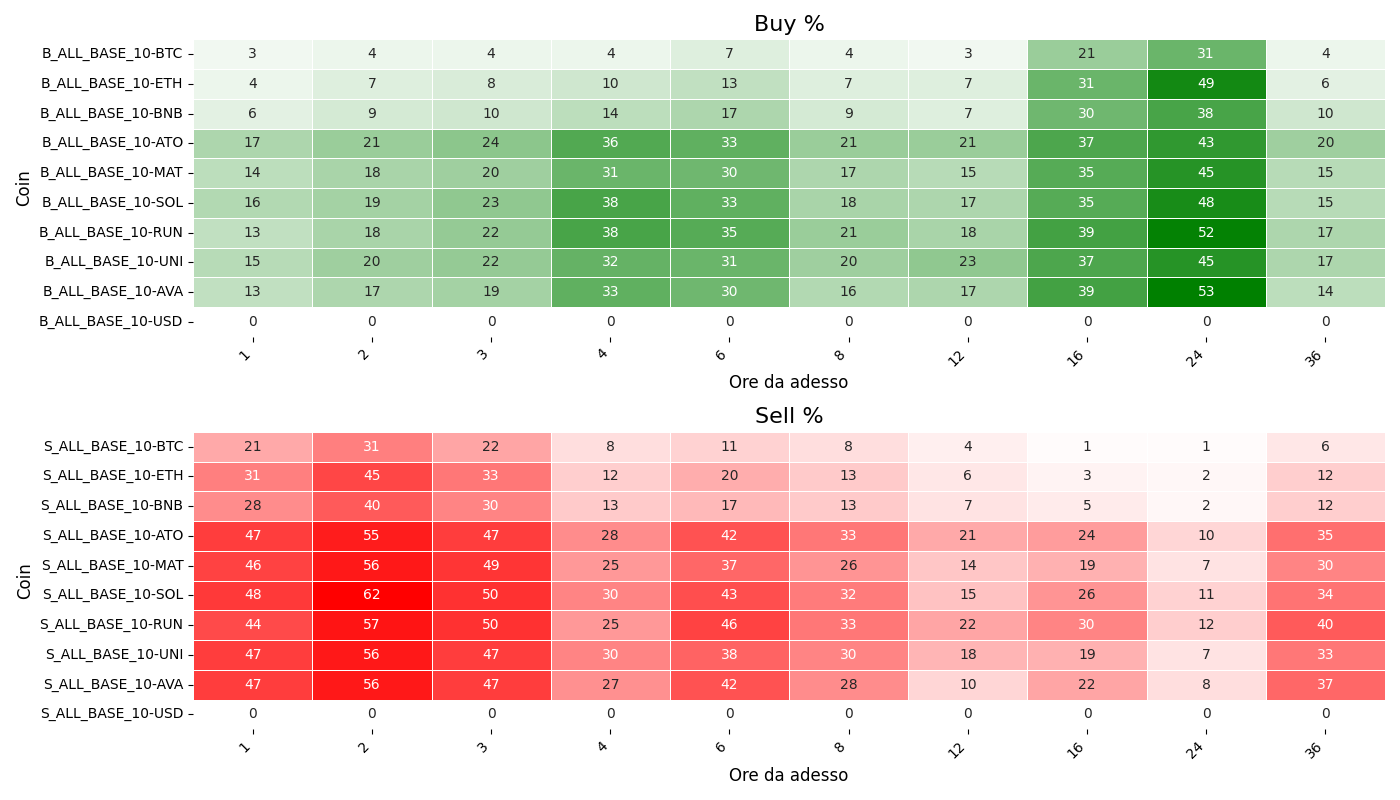 Buy %
Coin
B_ALL_BASE_10-BTC 3 4 4 4 7 4 3 21 31 4
B_ALL_BASE_10-ETH 4 7 8 10 13 7 7 31 49 6
B_ALL_BASE_10-BNB 6 9 10 14 17 9 7 30 38 10
B_ALL_BASE_10-ATO 17 21 24 36 33 21 21 37 43 20
B_ALL_BASE_10-MAT 14 18 20 31 30 17 15 35 45 15
B_ALL_BASE_10-SOL 16 19 23 38 33 18 17 35 48 15
B_ALL_BASE_10-RUN 13 18 22 38 35 21 18 39 52 17
B_ALL_BASE_10-UNI 15 20 22 32 31 20 23 37 45 17
B_ALL_BASE_10-AVA 13 17 19 33 30 16 17 39 53 14
B_ALL_BASE_10-USD 0 0 0 0 0 0 0 0 0 0
1 2 3 4 6 8 12 16 24 36
Ore da adesso
Sell %
Coin
S_ALL_BASE_10-BTC 21 31 22 8 11 8 4 1 1 6
S_ALL_BASE_10-ETH 31 45 33 12 20 13 6 3 2 12
S_ALL_BASE_10-BNB 28 40 30 13 17 13 7 5 2 12
S_ALL_BASE_10-ATO 47 55 47 28 42 33 21 24 10 35
S_ALL_BASE_10-MAT 46 56 49 25 37 26 14 19 7 30
S_ALL_BASE_10-SOL 48 62 50 30 43 32 15 26 11 34
S_ALL_BASE_10-RUN 44 57 50 25 46 33 22 30 12 40
S_ALL_BASE_10-UNI 47 56 47 30 38 30 18 19 7 33
S_ALL_BASE_10-AVA 47 56 47 27 42 28 10 22 8 37
S_ALL_BASE_10-USD 0 0 0 0 0 0 0 0 0 0
1 2 3 4 6 8 12 16 24 36
Ore da adesso